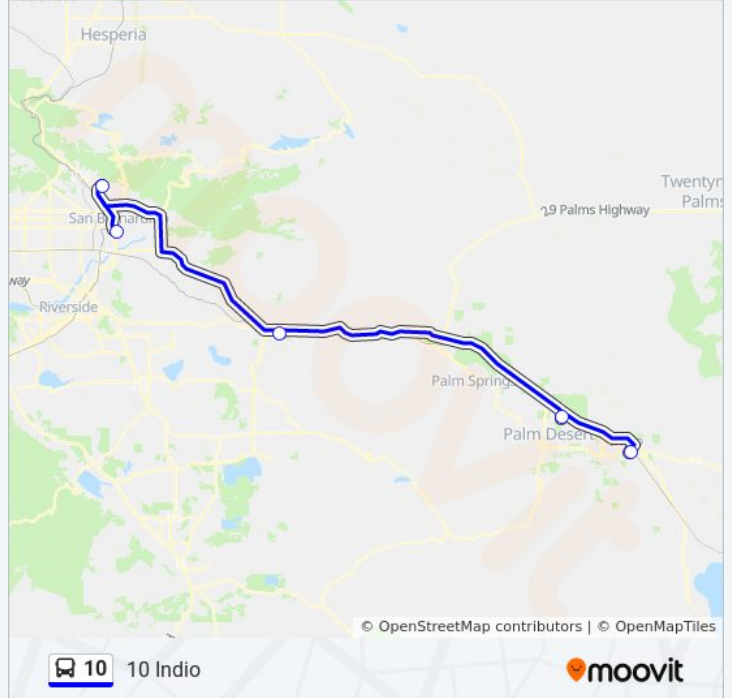 Hesperia
Twentyn
Palms
29 Palms Highway
San Bernardino
way
Riverside
Palm Springs
Palm Desert
© OpenStreetMap contributors | © OpenMapTiles
10 10 Indio
moovit